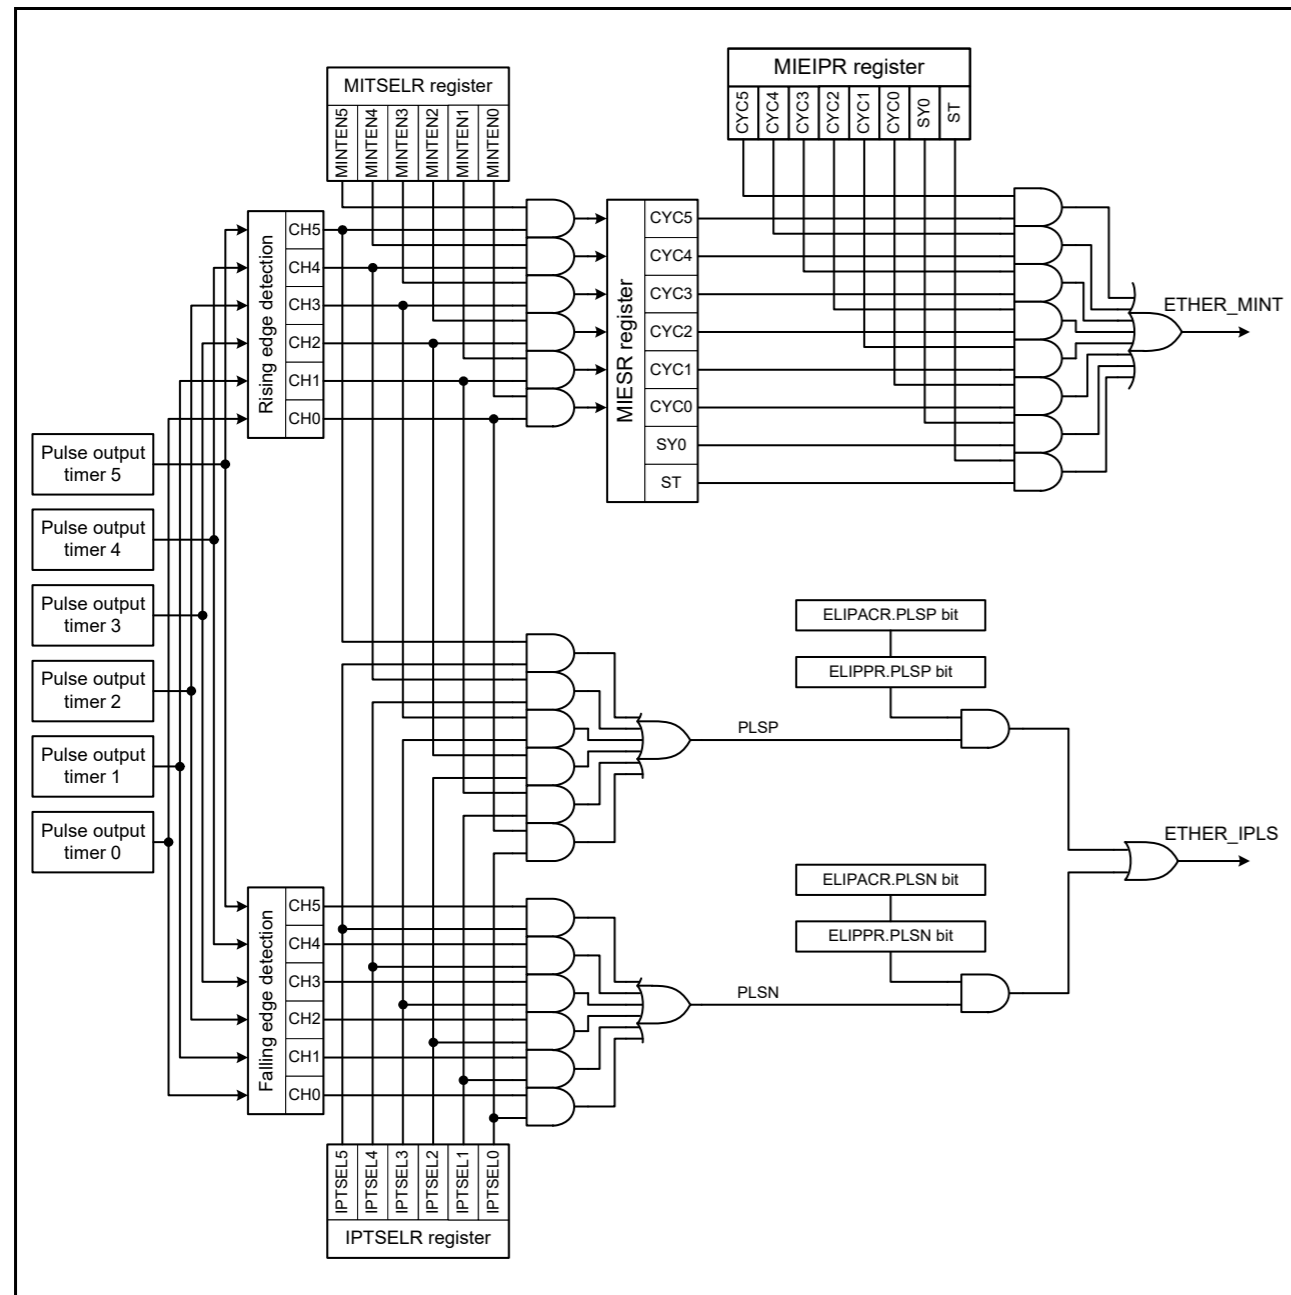 MITSELR register
MINTEN5
MINTEN4
MINTEN3
MINTEN2
MINTEN1
MINTEN0
MIEIPR register
CYC5
CYC4
CYC3
CYC2
CYC1
CYC0
SY0
ST
Rising edge detection
CH5
CH4
CH3
CH2
CH1
CH0
MIESR register
CYC5
CYC4
CYC3
CYC2
CYC1
CYC0
SY0
ST
ETHER_MINT
Pulse output
timer 5
Pulse output
timer 4
Pulse output
timer 3
Pulse output
timer 2
Pulse output
timer 1
Pulse output
timer 0
ELIPACR.PLSP bit
ELIPPR.PLSP bit
PLSP
ETHER_IPLS
ELIPACR.PLSN bit
ELIPPR.PLSN bit
PLSN
Falling edge detection
CH5
CH4
CH3
CH2
CH1
CH0
IPTSEL5
IPTSEL4
IPTSEL3
IPTSEL2
IPTSEL1
IPTSEL0
IPTSELR register